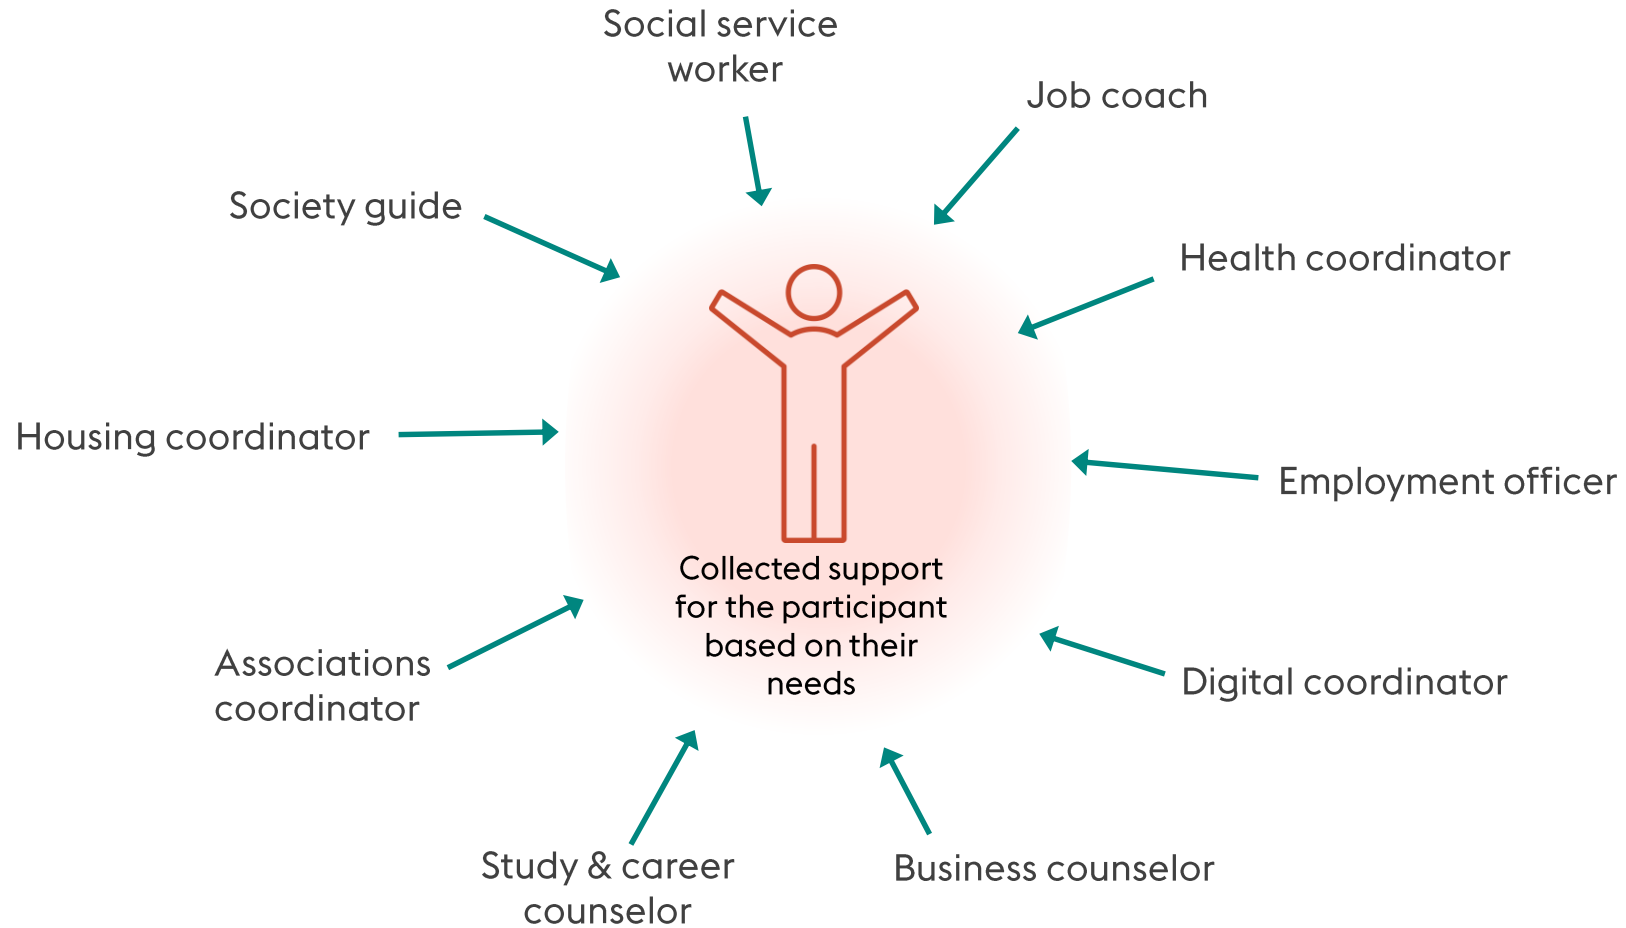 Social service
worker
Job coach
Society guide
Health coordinator
Housing coordinator
Employment officer
Collected support
for the participant
based on their
needs
Associations
coordinator
Digital coordinator
Study & career
counselor
Business counselor